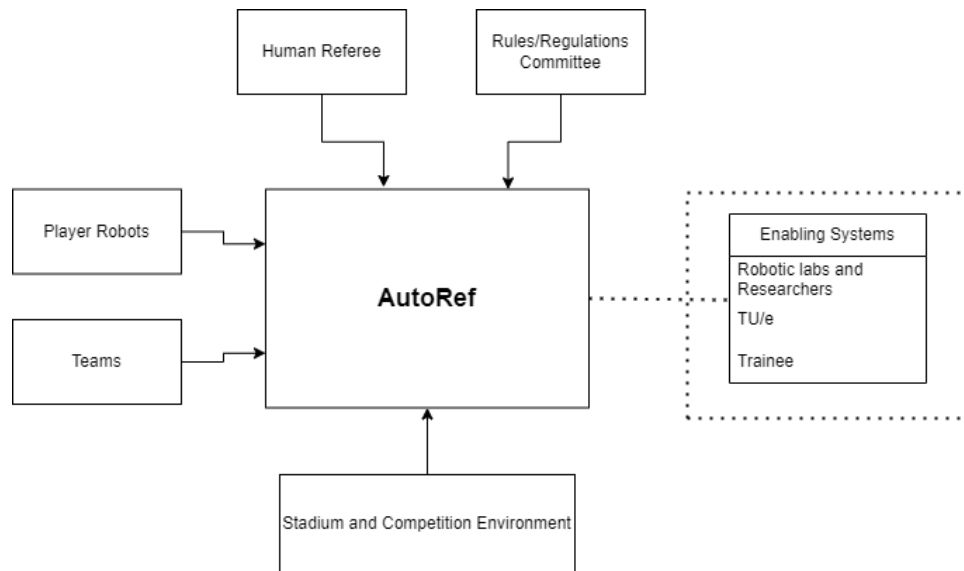 Human Referee
Rules/Regulations
Committee
Player Robots
AutoRef
Teams
Enabling Systems
Robotic labs and
Researchers
TU/e
Trainee
Stadium and Competition Environment